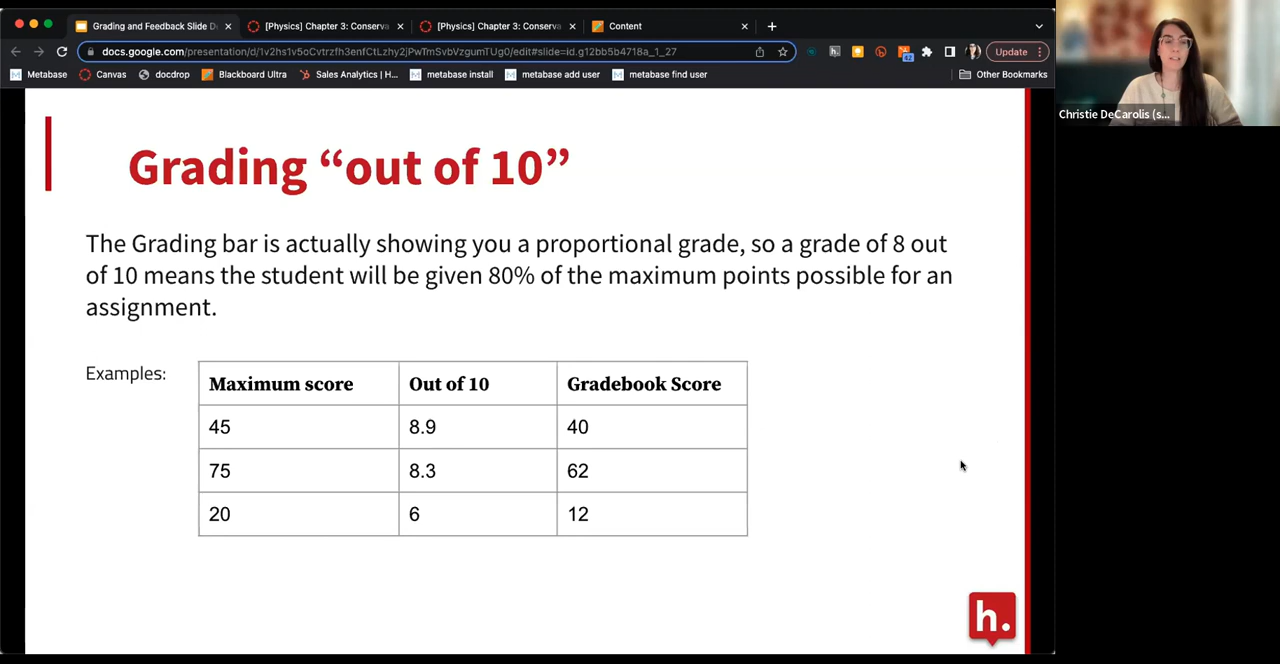 Grading and Feedback Slide D
[Physics] Chapter 3: Conserva
[Physics] Chapter 3: Conserva
Content
docs.google.com/presentation/d/1v2hs1v5oCvtrzfh3enfCtLzhy2jPwTmSvbVzgumTUg0/edit#slide=id.g12bb5b4718a_1_27
h.
42
Update
Metabase
Canvas
docdrop
Blackboard Ultra
Sales Analytics | H...
metabase install
metabase add user
metabase find user
Other Bookmarks
Christie DeCarolis (s...
Grading “out of 10”
The Grading bar is actually showing you a proportional grade, so a grade of 8 out
of 10 means the student will be given 80% of the maximum points possible for an
assignment.
Examples:
Maximum score Out of 10 Gradebook Score
45 8.9 40
75 8.3 62
20 6 12
h.